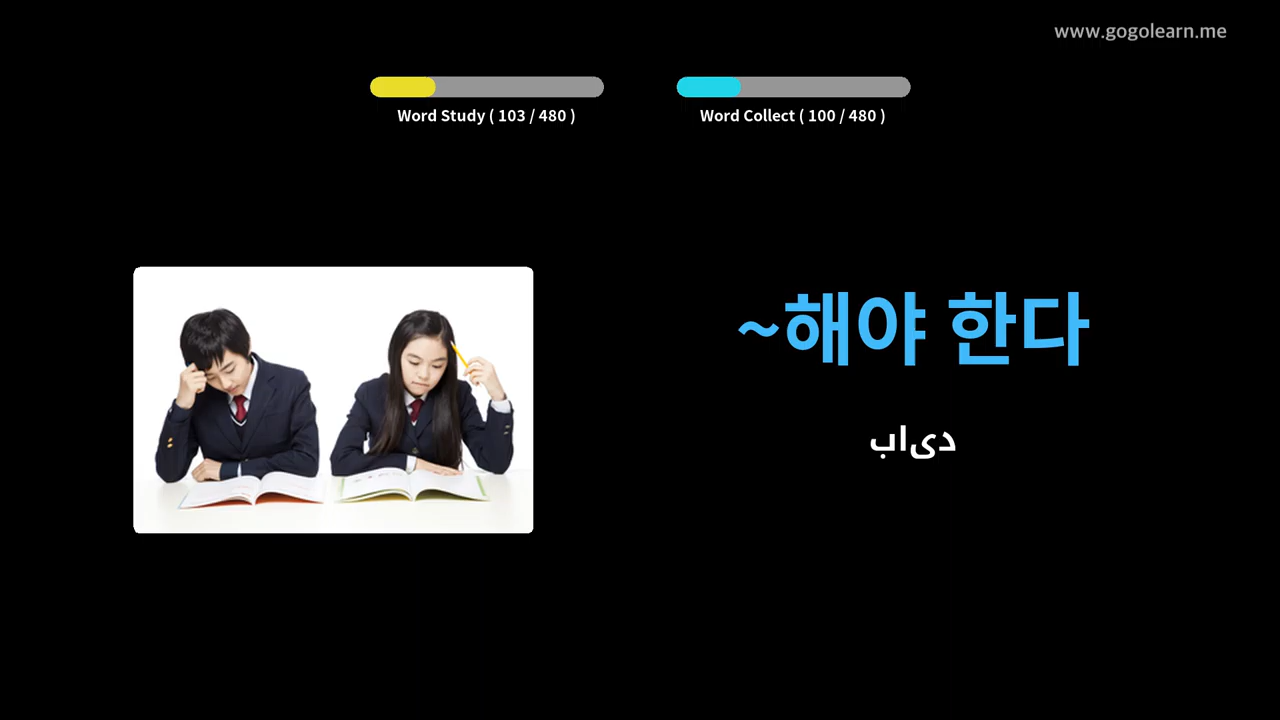 www.gogolearn.me
Word Study ( 103 / 480 )
Word Collect ( 100 / 480 )
~해야 한다
دیاب